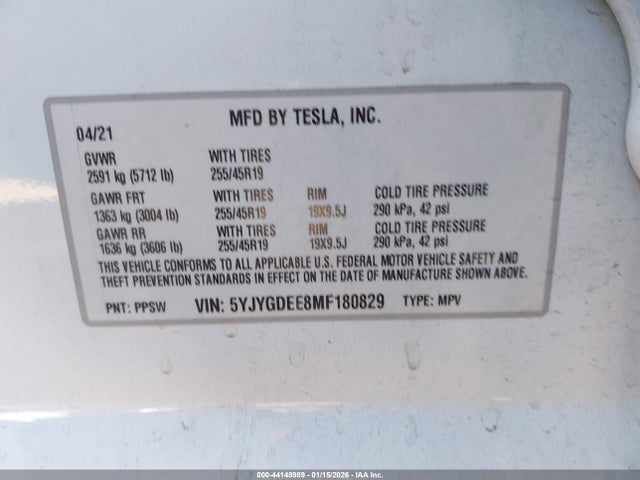 MFD BY TESLA, INC.
04/21
GVWR WITH TIRES
2591 kg (5712 lb) 255/45R19
GAWR FRT WITH TIRES RIM COLD TIRE PRESSURE
1363 kg (3004 lb) 255/45R19 19X9.5J 290 kPa, 42 psi
GAWR RR WITH TIRES RIM COLD TIRE PRESSURE
1636 kg (3606 lb) 255/45R19 19X9.5J 290 kPa, 42 psi
THIS VEHICLE CONFORMS TO ALL APPLICABLE U.S. FEDERAL MOTOR VEHICLE SAFETY AND
THEFT PREVENTION STANDARDS IN EFFECT ON THE DATE OF MANUFACTURE SHOWN ABOVE.
PNT: PPSW VIN: 5YJYGDEE8MF180829 TYPE: MPV
000-44148989 - 01/15/2026 - IAA Inc.